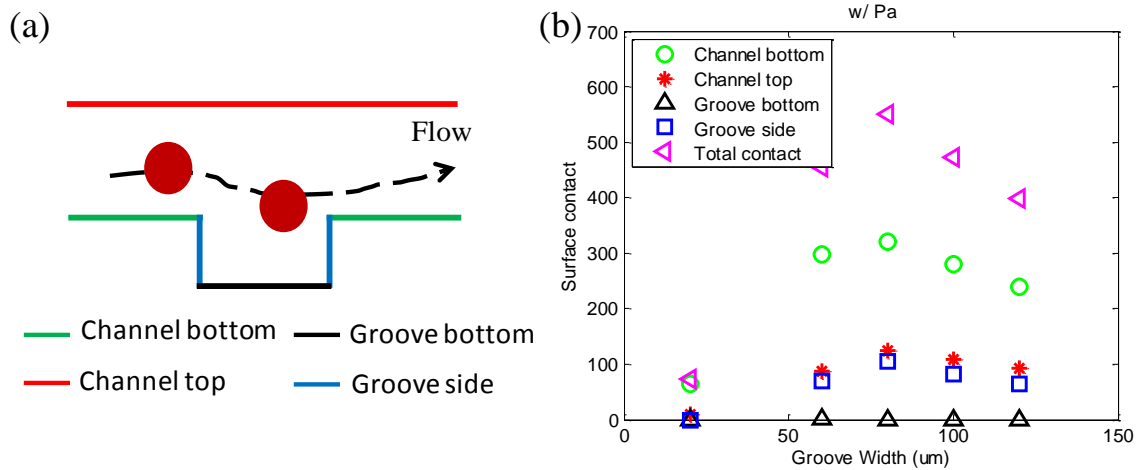 (a)
Flow
Channel bottom
Groove bottom
Channel top
Groove side
(b)
w/ Pa
700
600
500
400
300
200
100
0
Surface contact
Channel bottom
Channel top
Groove bottom
Groove side
Total contact
0
50
100
150
Groove Width (um)